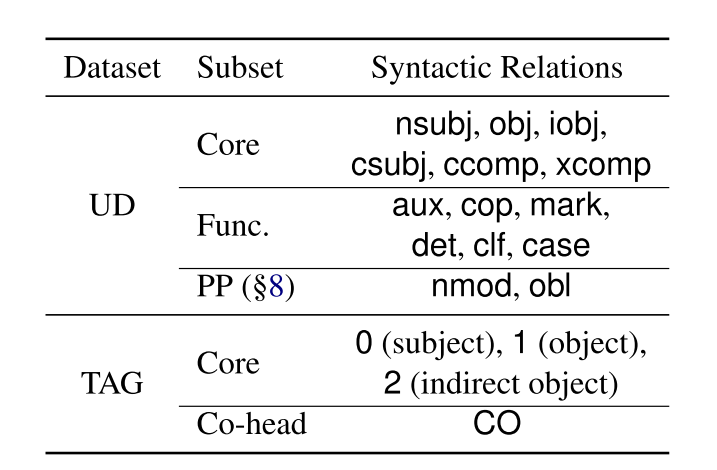 Dataset Subset Syntactic Relations
nsubj, obj, iobj,
Core
csubj, ccomp, xcomp
UD
aux, cop, mark,
Func.
det, clf, case
PP (§8) nmod, obl
0 (subject), 1 (object),
Core
TAG
2 (indirect object)
Co-head CO